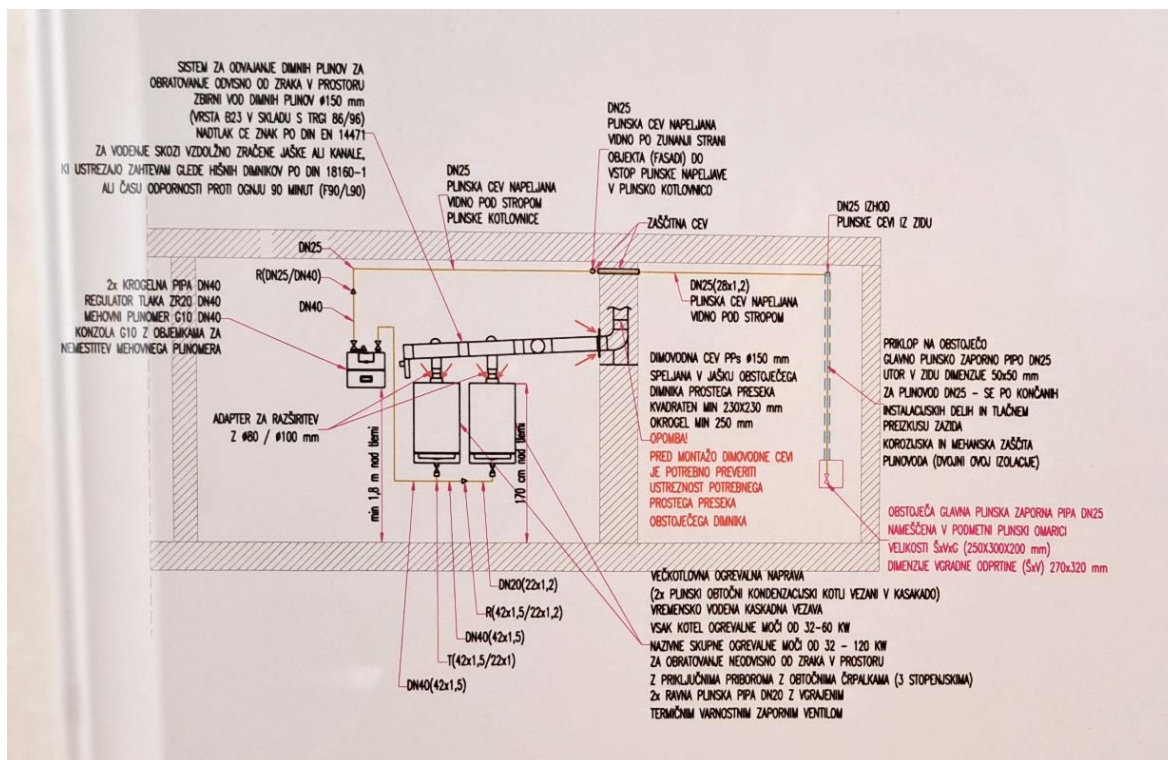 SISTEM ZA ODVAJANJE DIMNIH PLINOV ZA
OBRATOVANJE ODVISNO OD ZRAKA V PROSTORU
ZBIRNI VOD DIMNIH PLINOV ø150 mm
(VRSTA B23 V SKLADU S TRGI 86/96)
NADTLAK CE ZNAK PO DIN EN 14471
ZA VODENJE SKOZI VZDOLŽNO ZRAČENE JAŠKE ALI KANALE,
KI USTREZAJO ZAHTEVAM GLEDE HIŠNIH DIMNIKOV PO DIN 18160-1
ALI ČASU ODPORNOSTI PROTI OGNJU 90 MINUT (F90/L90)
DN25
PLINSKA CEV NAPELJANA
VIDNO POD STROPOM
PLINSKE KOTLOVNICE
DN25
PLINSKA CEV NAPELJANA
VIDNO PO ZUNANJI STRANI
OBJEKTA (FASADI) DO
VSTOP PLINSKE NAPELJAVE
V PLINSKO KOTLOVNICO
ZAŠČITNA CEV
DN25 IZHOD
PLINSKE CEVI IZ ZIDU
DN25
R(DN25/DN40)
DN40
2x KROGELNA PIPA DN40
REGULATOR TLAKA ZR20 DN40
MEHOVNI PLINOMER G10 DN40
KONZOLA G10 Z OBJEMKAMA ZA
NEMESTITEV MEHOVNEGA PLINOMERA
DN25(28x1,2)
PLINSKA CEV NAPELJANA
VIDNO POD STROPOM
ADAPTER ZA RAZŠIRITEV
Z ø80 / ø100 mm
min 1,8 m nad tlemi
170 cm nad tlemi
DIMOVODNA CEV PPs ø150 mm
SPELJANA V JAŠKU OBSTOJEČEGA
DIMNIKA PROSTEGA PRESEKA
KVADRATEN MIN 230X230 mm
OKROGEL MIN 250 mm
OPOMBA!
PRED MONTAŽO DIMOVODNE CEVI
JE POTREBNO PREVERITI
USTREZNOST POTREBNEGA
PROSTEGA PRESEKA
OBSTOJEČEGA DIMNIKA
PRIKLOP NA OBSTOJEČO
GLAVNO PLINSKO ZAPORNO PIPO DN25
UTOR V ZIDU DIMENZIJE 50x50 mm
ZA PLINOVOD DN25 - SE PO KONČANIH
INSTALACIJSKIH DELIH IN TLAČNEM
PREIZKUSU ZAZIDA
KOROZIJSKA IN MEHANSKA ZAŠČITA
PLINOVODA (DVOJNI OVOJ IZOLACIJE)
OBSTOJEČA GLAVNA PLINSKA ZAPORNA PIPA DN25
NAMEŠČENA V PODMETNI PLINSKI OMARICI
VELIKOSTI ŠxVxG (250X300X200 mm)
DIMENZIJE VGRADNE ODPRTINE (ŠxV) 270x320 mm
DN20(22x1,2)
R(42x1,5/22x1,2)
DN40(42x1,5)
T(42x1,5/22x1)
DN40(42x1,5)
VEČKOTLOVNA OGREVALNA NAPRAVA
(2x PLINSKI OBTOČNI KONDENZACIJSKI KOTLI VEZANI V KASAKADO)
VREMENSKO VODENA KASKADNA VEZAVA
VSAK KOTEL OGREVALNE MOČI OD 32-60 KW
NAZIVNE SKUPNE OGREVALNE MOČI OD 32 - 120 KW
ZA OBRATOVANJE NEODVISNO OD ZRAKA V PROSTORU
Z PRIKLJUČNIMA PRIBOROMA Z OBTOČNIMA ČRPALKAMA (3 STOPENJSKIMA)
2x RAVNA PLINSKA PIPA DN20 Z VGRAJENIM
TERMIČNIM VARNOSTNIM ZAPORNIM VENTILOM